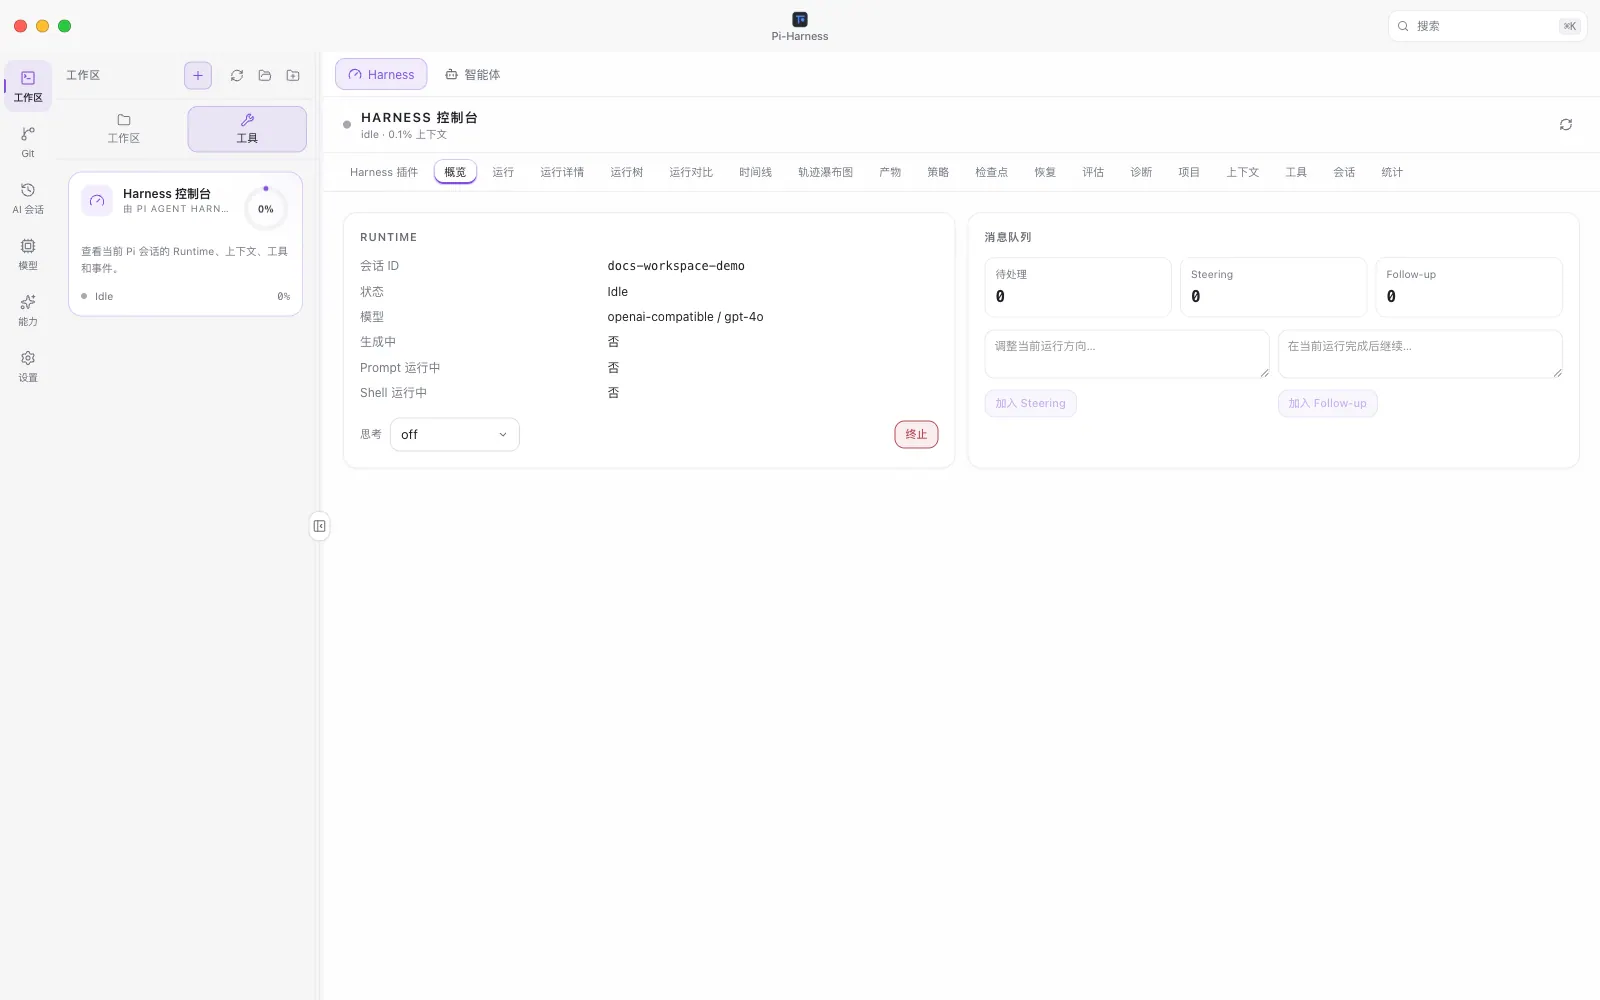 Pi-Harness
搜索
⌘K
工作区
Git
AI 会话
模型
能力
设置
工作区
工作区
工具
Harness 控制台
由 PI AGENT HARN...
0%
查看当前 Pi 会话的 Runtime、上下文、工具
和事件。
Idle
0%
Harness
智能体
HARNESS 控制台
idle · 0.1% 上下文
Harness 插件
概览
运行
运行详情
运行树
运行对比
时间线
轨迹瀑布图
产物
策略
检查点
恢复
评估
诊断
项目
上下文
工具
会话
统计
RUNTIME
会话 ID
docs-workspace-demo
状态
Idle
模型
openai-compatible / gpt-4o
生成中
否
Prompt 运行中
否
Shell 运行中
否
思考
off
终止
消息队列
待处理
0
Steering
0
Follow-up
0
调整当前运行方向...
在当前运行完成后继续...
加入 Steering
加入 Follow-up